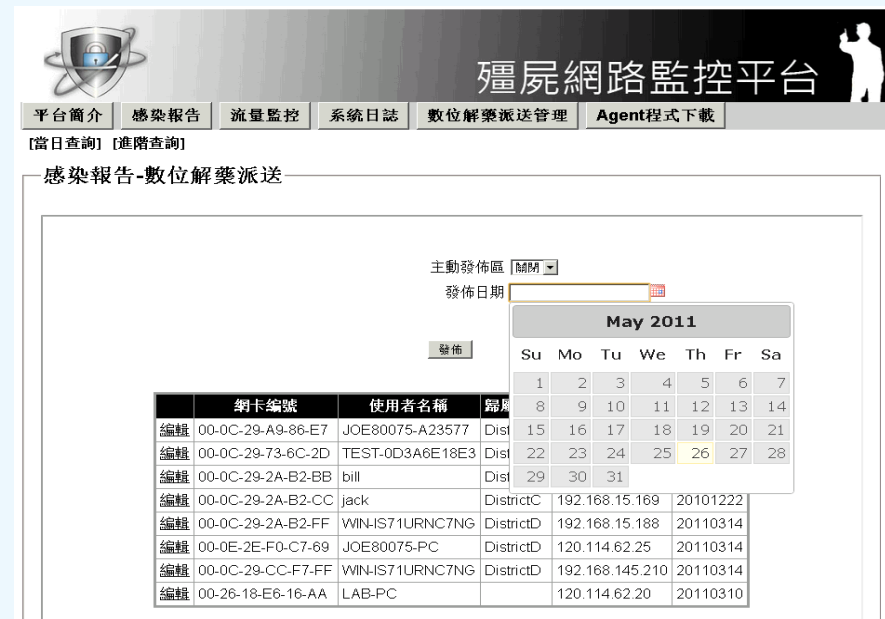 殭屍網路監控平台
平台簡介 感染報告 流量監控 系统日誌 數位解藥派送管理 Agent程式下載
[當日查詢] [進階查詢]
感染報告-數位解藥派送
主動發佈區 關閉
發佈日期
發佈
May 2011
Su Mo Tu We Th Fr Sa
1 2 3 4 5 6 7
8 9 10 11 12 13 14
15 16 17 18 19 20 21
22 23 24 25 26 27 28
29 30 31
網卡編號 使用者名稱
編輯 00-0C-29-A9-86-E7 JOE80075-A23577
編輯 00-0C-29-73-6C-2D TEST-0D3A6E18E3
編輯 00-0C-29-2A-B2-BB bill
編輯 00-0C-29-2A-B2-CC jack DistrictC 192.168.15.169 20101222
編輯 00-0C-29-2A-B2-FF WIN-IS71URNC7NG DistrictD 192.168.15.188 20110314
編輯 00-0E-2E-F0-C7-69 JOE80075-PC DistrictD 120.114.62.25 20110314
編輯 00-0C-29-CC-F7-FF WIN-IS71URNC7NG DistrictD 192.168.145.210 20110314
編輯 00-26-18-E6-16-AA LAB-PC 120.114.62.20 20110310